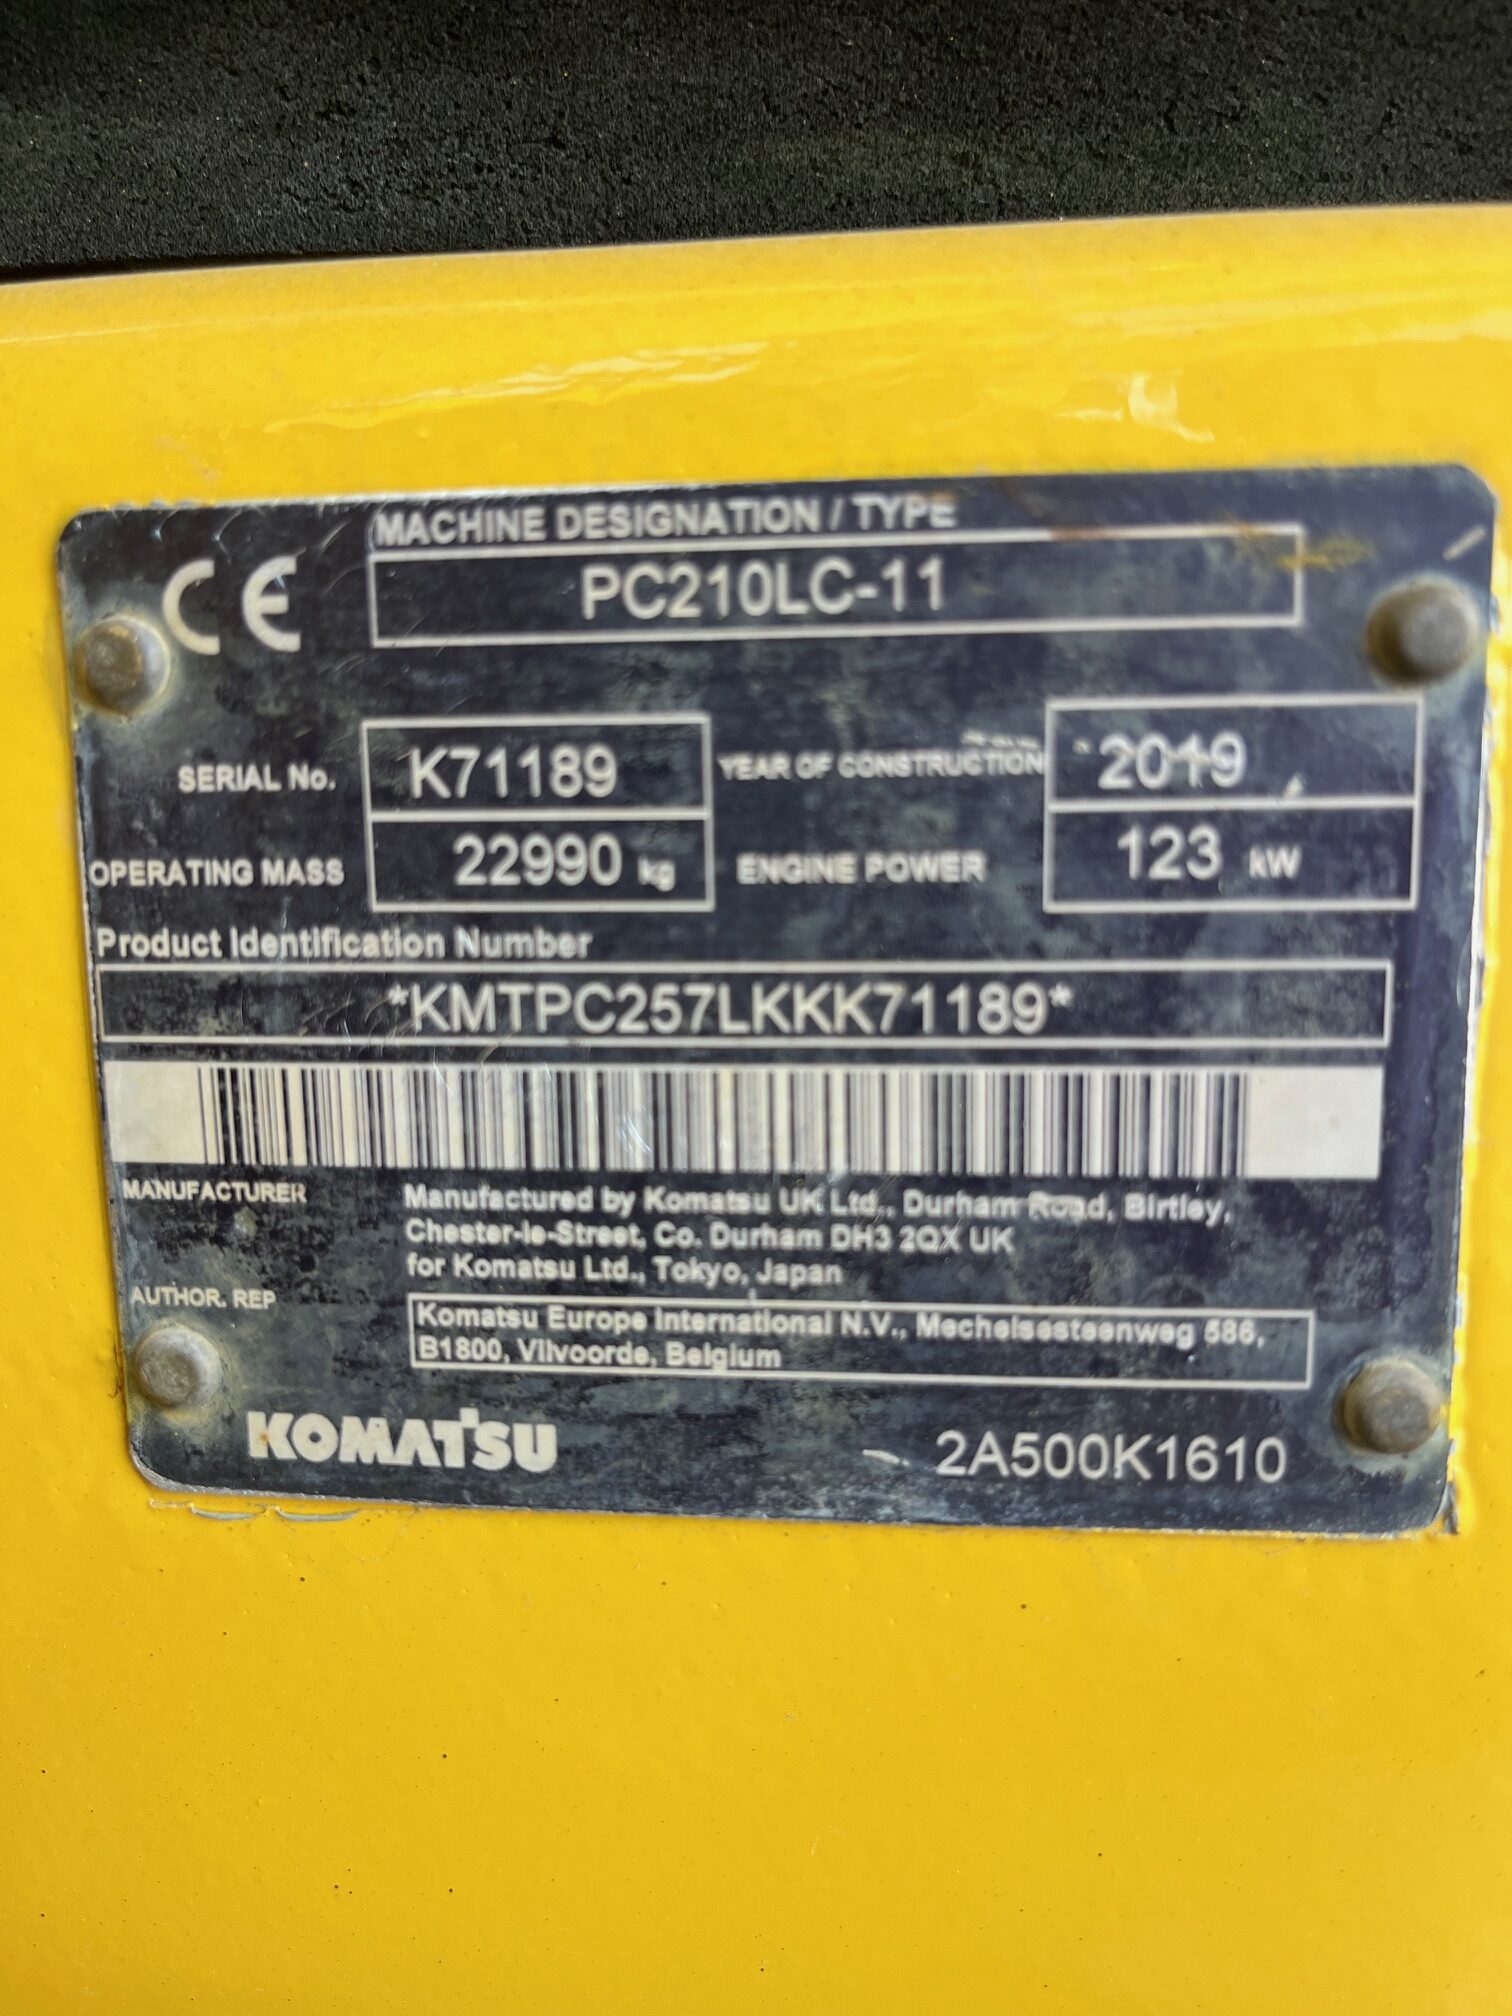 MACHINE DESIGNATION / TYPE
CE PC210LC-11
SERIAL No. K71189 YEAR OF CONSTRUCTION 2019
OPERATING MASS 22990 kg ENGINE POWER 123 kW
Product Identification Number
*KMTPC257LKKK71189*
MANUFACTURER Manufactured by Komatsu UK Ltd., Durham Road, Birtley,
Chester-le-Street, Co. Durham DH3 2QX UK
for Komatsu Ltd., Tokyo, Japan
AUTHOR. REP Komatsu Europe International N.V., Mechelsesteenweg 586,
B1800, Vilvoorde, Belgium
KOMATSU 2A500K1610